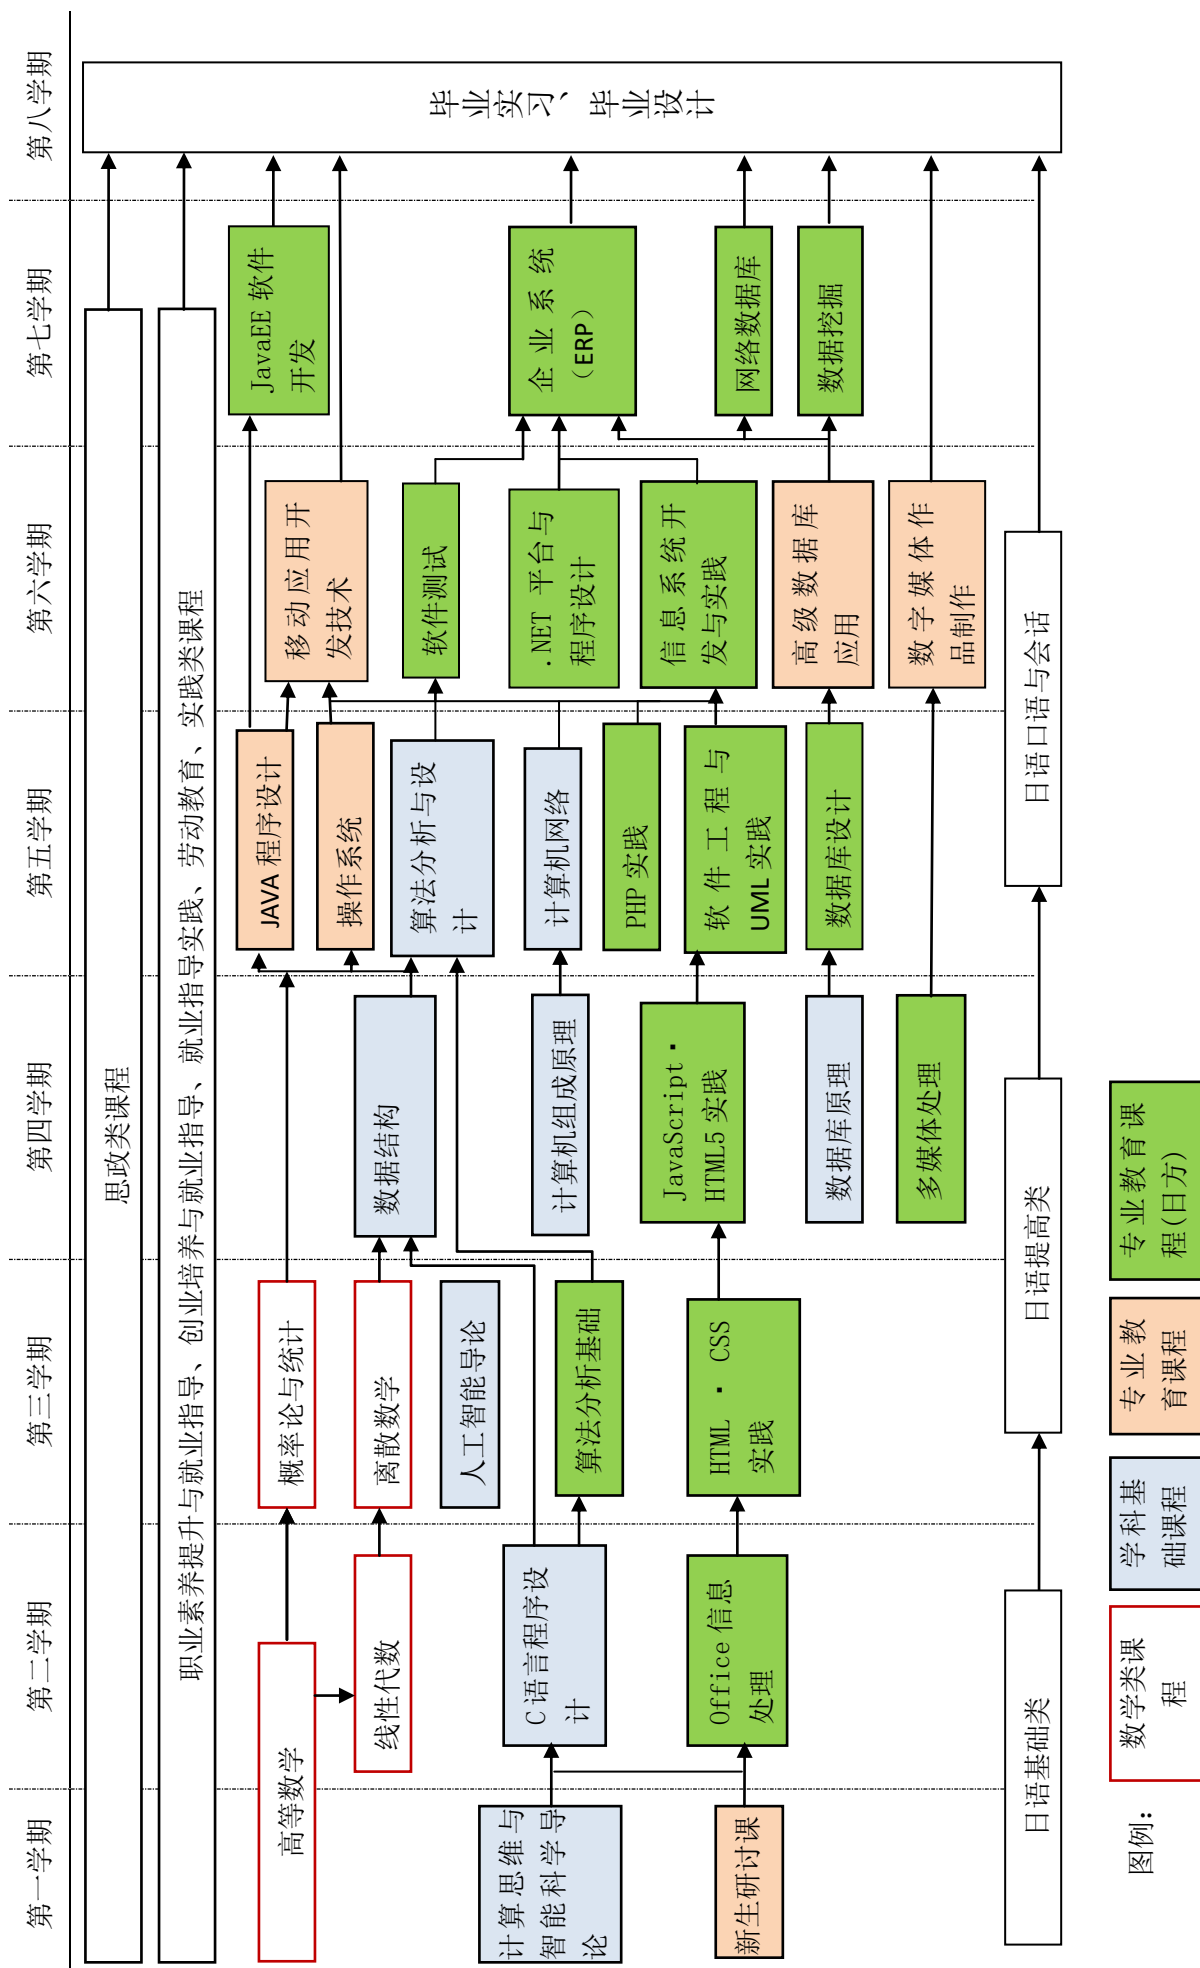 第一学期
第二学期
第三学期
第四学期
第五学期
第六学期
第七学期
第八学期
思政类课程
职业素养提升与就业指导、创业培养与就业指导、就业指导实践、劳动教育、实践类课程
毕业实习、毕业设计
高等数学
线性代数
概率论与统计
离散数学
人工智能导论
计算思维与
智能科学导
论
新生研讨课
C 语言程序设
计
Office 信息
处理
算法分析基础
HTML · CSS
实践
数据结构
计算机组成原理
JavaScript·
HTML5 实践
数据库原理
多媒体处理
JAVA 程序设计
操作系统
算法分析与设
计
计算机网络
PHP 实践
软件工程与
UML 实践
数据库设计
移动应用开
发技术
软件测试
.NET 平台与
程序设计
信息系统开
发与实践
高级数据库
应用
数字媒体作
品制作
JavaEE 软件
开发
企业系统
（ERP）
网络数据库
数据挖掘
日语基础类
日语提高类
日语口语与会话
图例：
数学类课
程
学科基
础课程
专业教
育课程
专业教育课
程(日方)